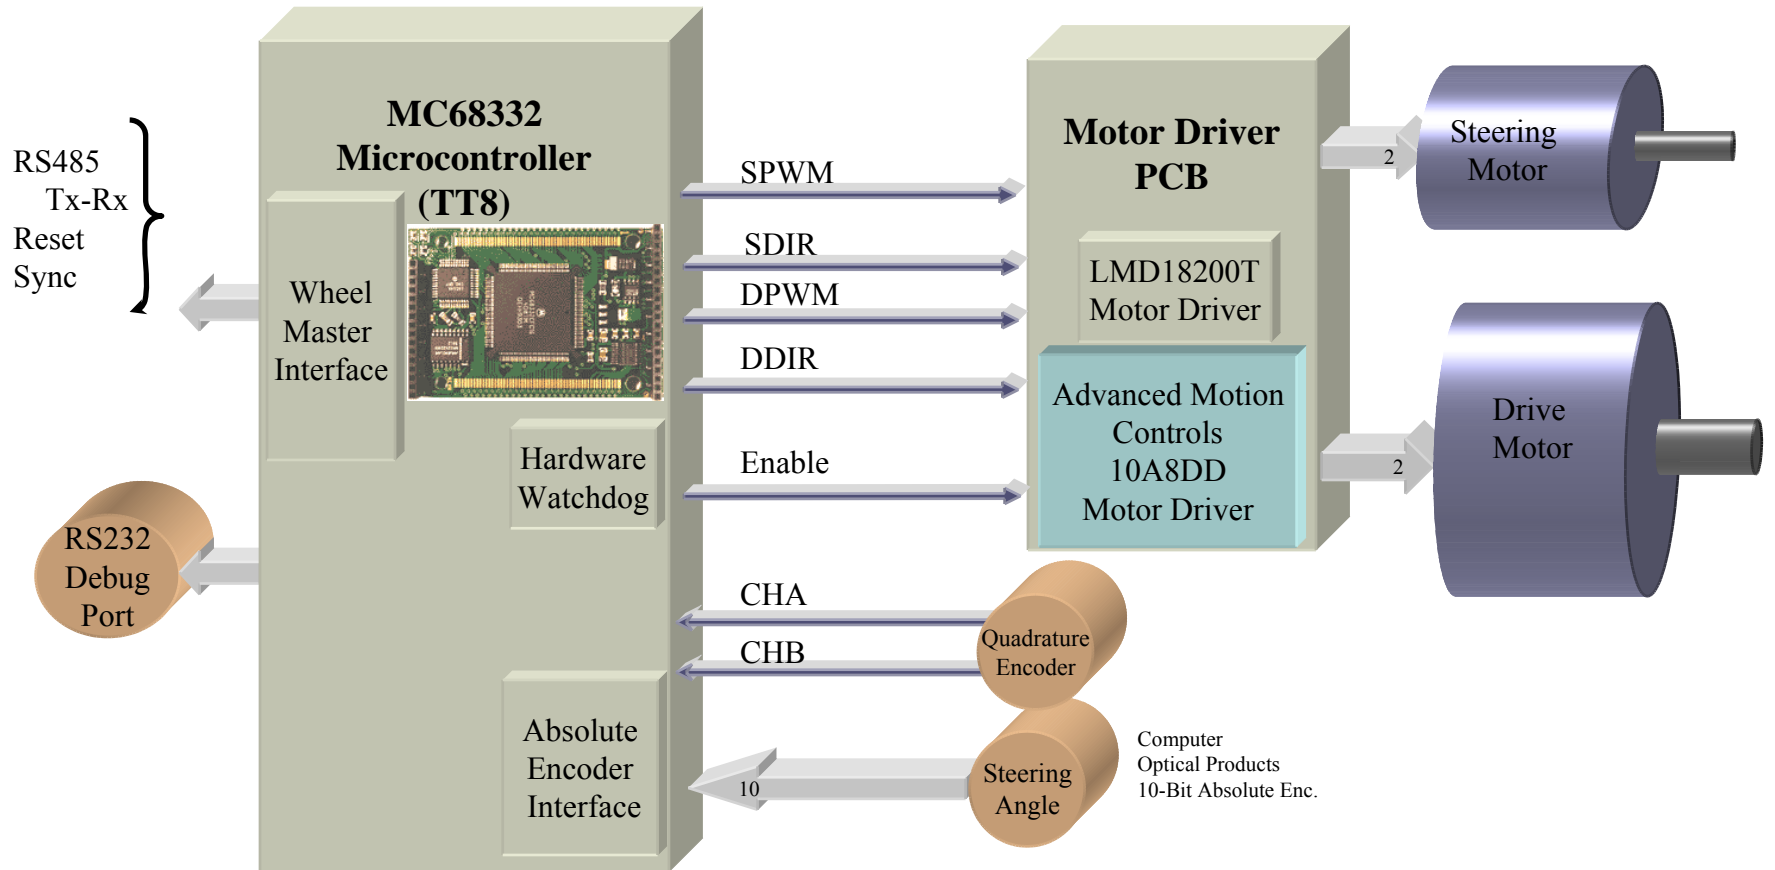 MC68332
Microcontroller
(TT8)
RS485
Tx-Rx
Reset
Sync
Wheel
Master
Interface
Hardware
Watchdog
RS232
Debug
Port
Absolute
Encoder
Interface
SPWM
SDIR
DPWM
DDIR
Enable
CHA
CHB
10
Motor Driver
PCB
LMD18200T
Motor Driver
Advanced Motion
Controls
10A8DD
Motor Driver
2
Steering
Motor
2
Drive
Motor
Quadrature
Encoder
Steering
Angle
Computer
Optical Products
10-Bit Absolute Enc.